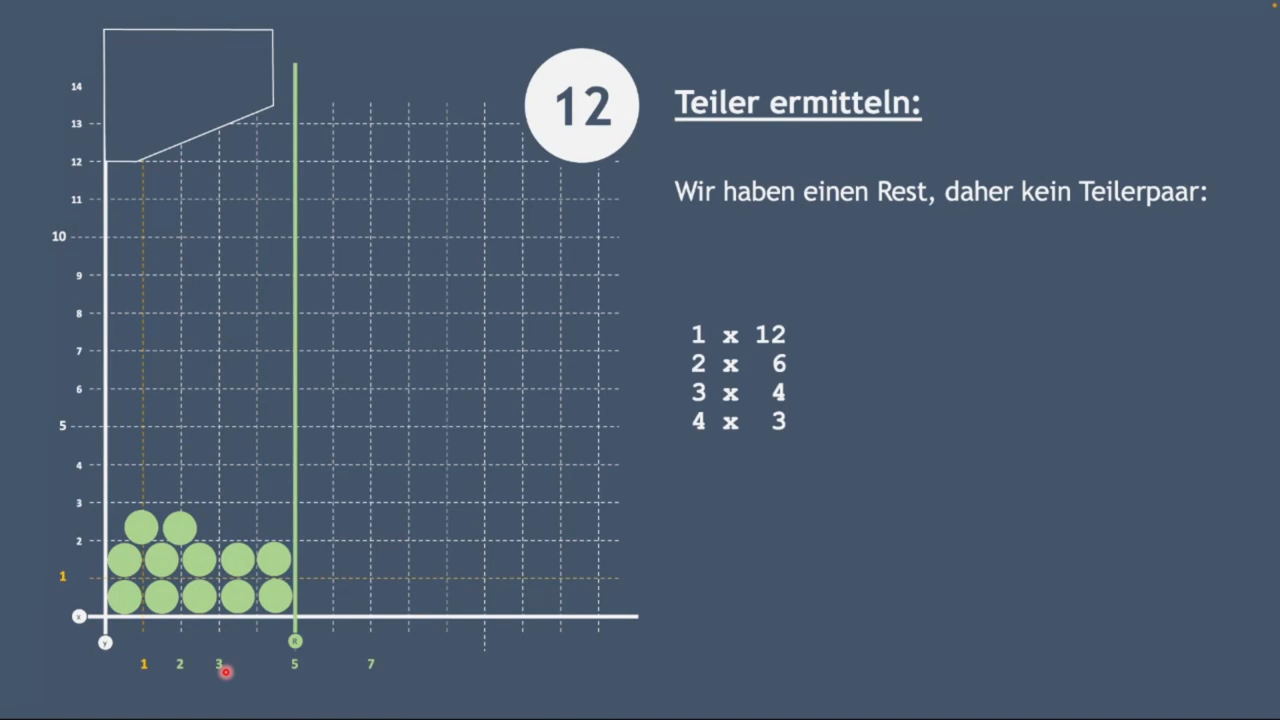 12
Teiler ermitteln:
Wir haben einen Rest, daher kein Teilerpaar:
1 x 12
2 x 6
3 x 4
4 x 3
14
13
12
11
10
9
8
7
6
5
4
3
2
1
x
y
R
1 2 3 5 7